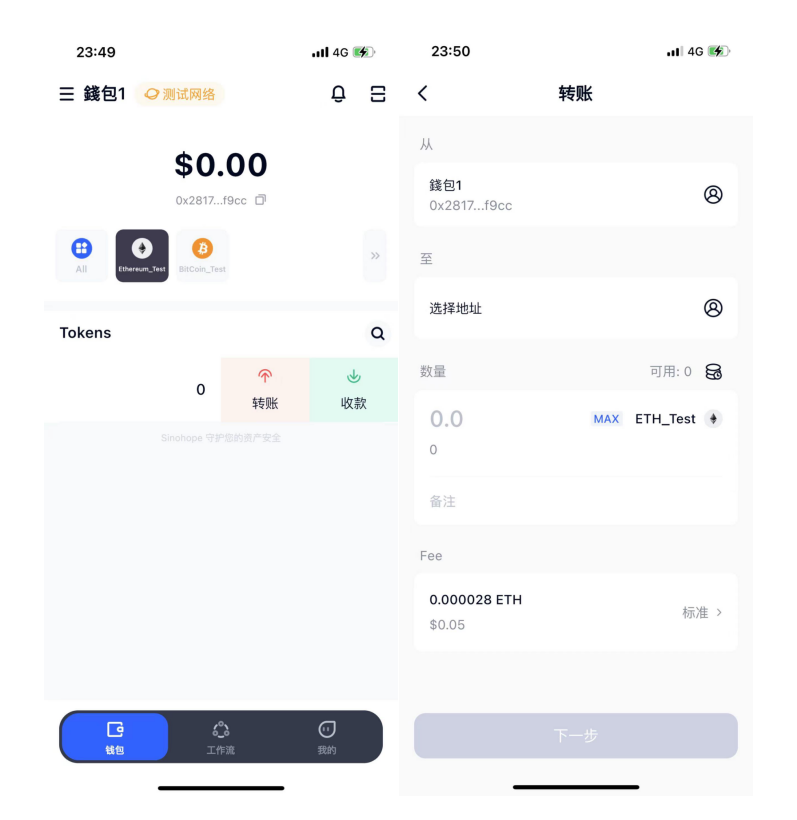 23:49
4G
錢包1
测试网络
$0.00
0x2817...f9cc
All
Ethereum_Test
BitCoin_Test
Tokens
0
转账
收款
Sinohope 守护您的资产安全
钱包
工作流
我的
23:50
4G
转账
从
錢包1
0x2817...f9cc
至
选择地址
数量
可用: 0
0.0
MAX
ETH_Test
0
备注
Fee
0.000028 ETH
$0.05
标准
下一步